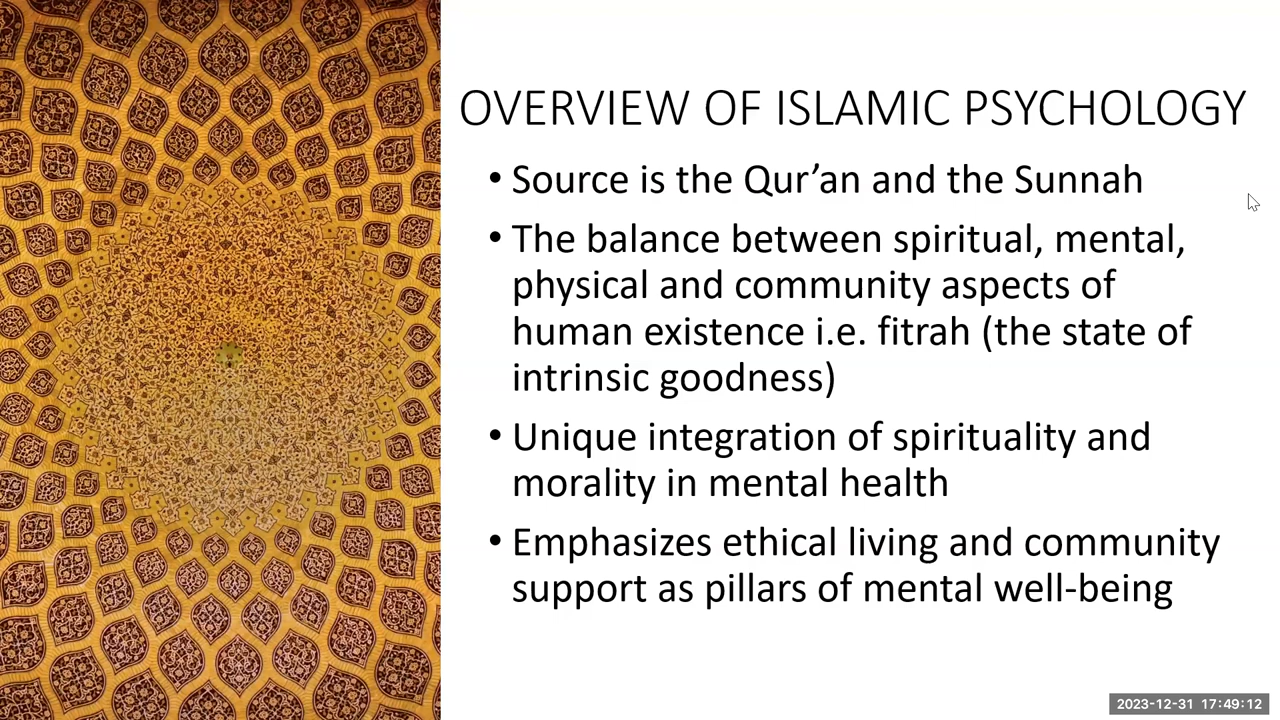 OVERVIEW OF ISLAMIC PSYCHOLOGY
• Source is the Qur’an and the Sunnah
• The balance between spiritual, mental,
physical and community aspects of
human existence i.e. fitrah (the state of
intrinsic goodness)
• Unique integration of spirituality and
morality in mental health
• Emphasizes ethical living and community
support as pillars of mental well-being
2023-12-31 17:49:12